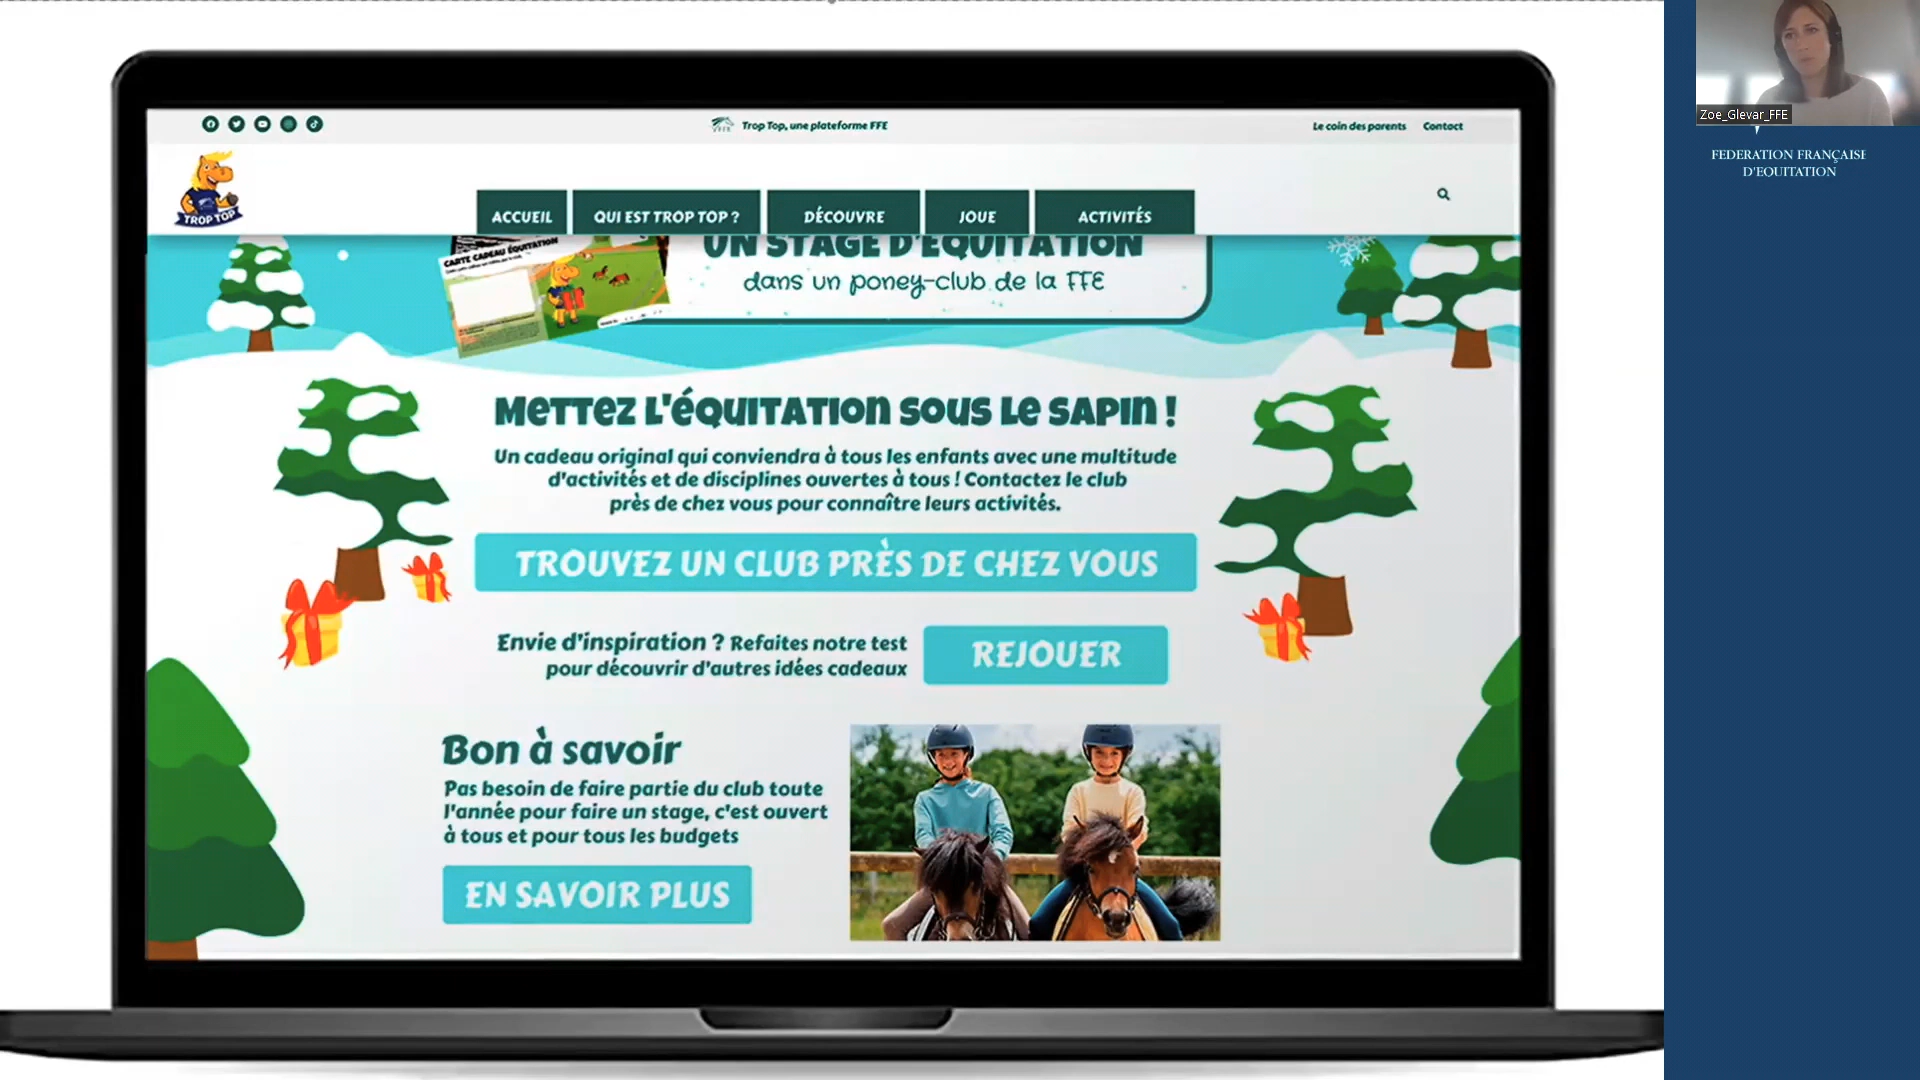 Trop Top, une plateforme FFE
Le coin des parents
Contact
TROP TOP
ACCUEIL
QUI EST TROP TOP ?
DÉCOUVRE
JOUE
ACTIVITÉS
CARTE CADEAU ÉQUITATION
UN STAGE D'ÉQUITATION
dans un poney-club de la FFE
Mettez l'équitation sous le sapin !
Un cadeau original qui conviendra à tous les enfants avec une multitude
d'activités et de disciplines ouvertes à tous ! Contactez le club
près de chez vous pour connaître leurs activités.
TROUVEZ UN CLUB PRÈS DE CHEZ VOUS
Envie d'inspiration ? Refaites notre test
pour découvrir d'autres idées cadeaux
REJOUER
Bon à savoir
Pas besoin de faire partie du club toute
l'année pour faire un stage, c'est ouvert
à tous et pour tous les budgets
EN SAVOIR PLUS
Zoe_Glevar_FFE
FEDERATION FRANÇAISE
D'EQUITATION